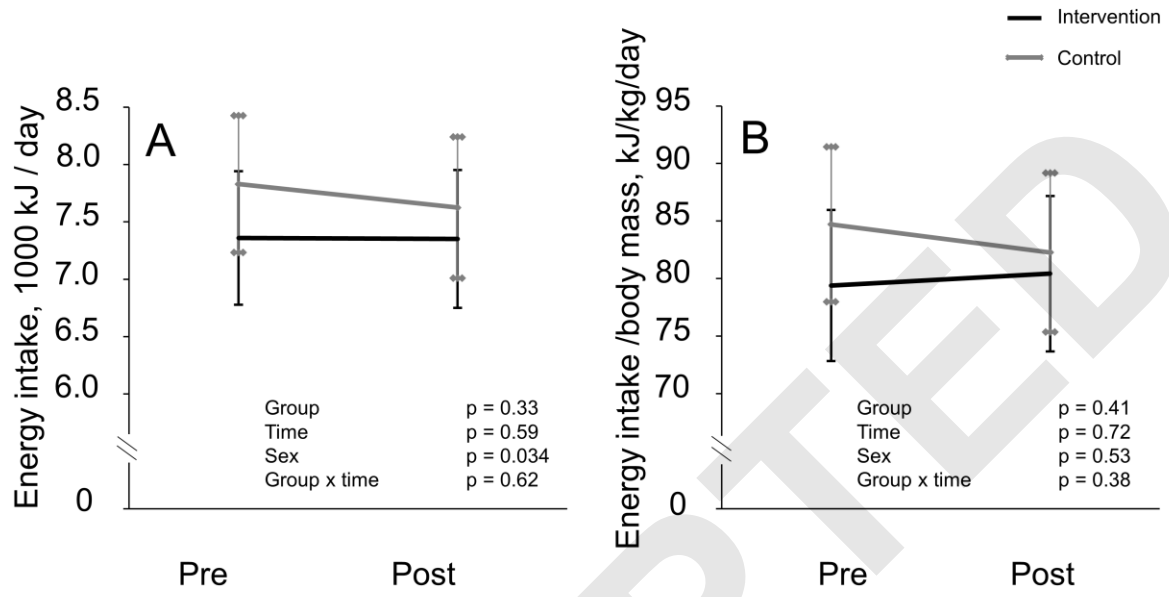 Intervention
Control
Energy intake, 1000 kJ / day
8.5
8.0
7.5
7.0
6.5
6.0
0
A
Group p = 0.33
Time p = 0.59
Sex p = 0.034
Group x time p = 0.62
Pre Post
Energy intake /body mass, kJ/kg/day
95
90
85
80
75
70
0
B
Group p = 0.41
Time p = 0.72
Sex p = 0.53
Group x time p = 0.38
Pre Post
PTED